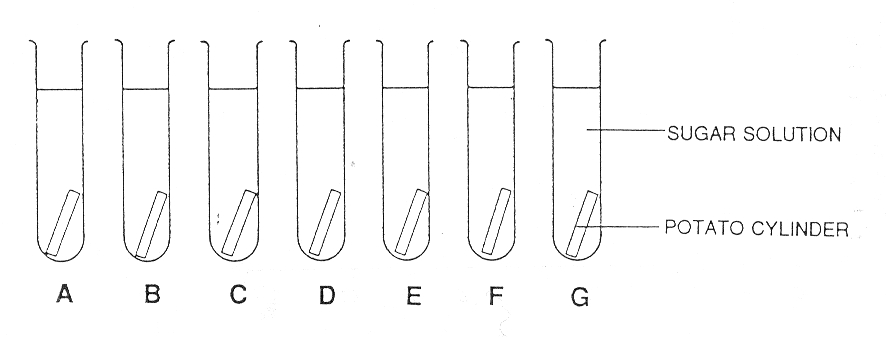 SUGAR SOLUTION
POTATO CYLINDER
A B C D E F G